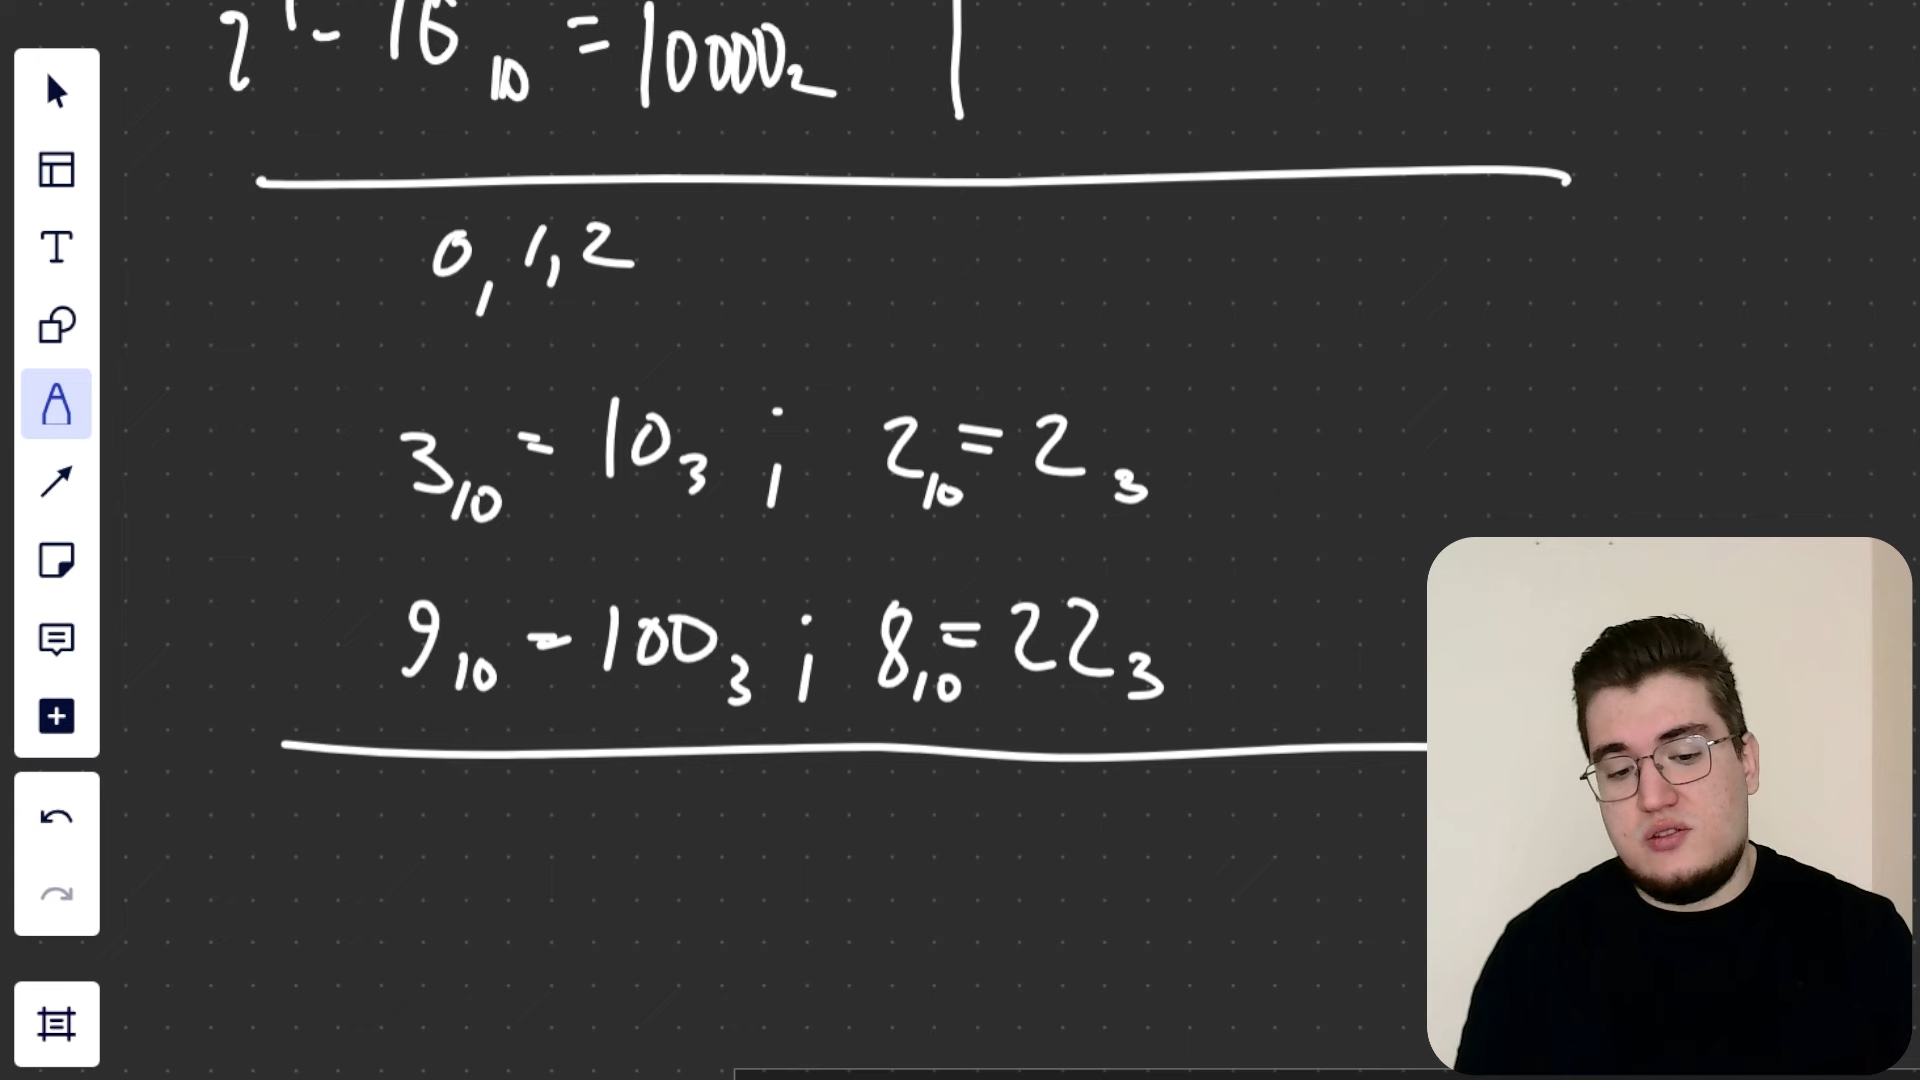 2⁴ = 16₁₀ = 10000₂
0, 1, 2
3₁₀ = 10₃ ; 2₁₀ = 2₃
9₁₀ = 100₃ ; 8₁₀ = 22₃